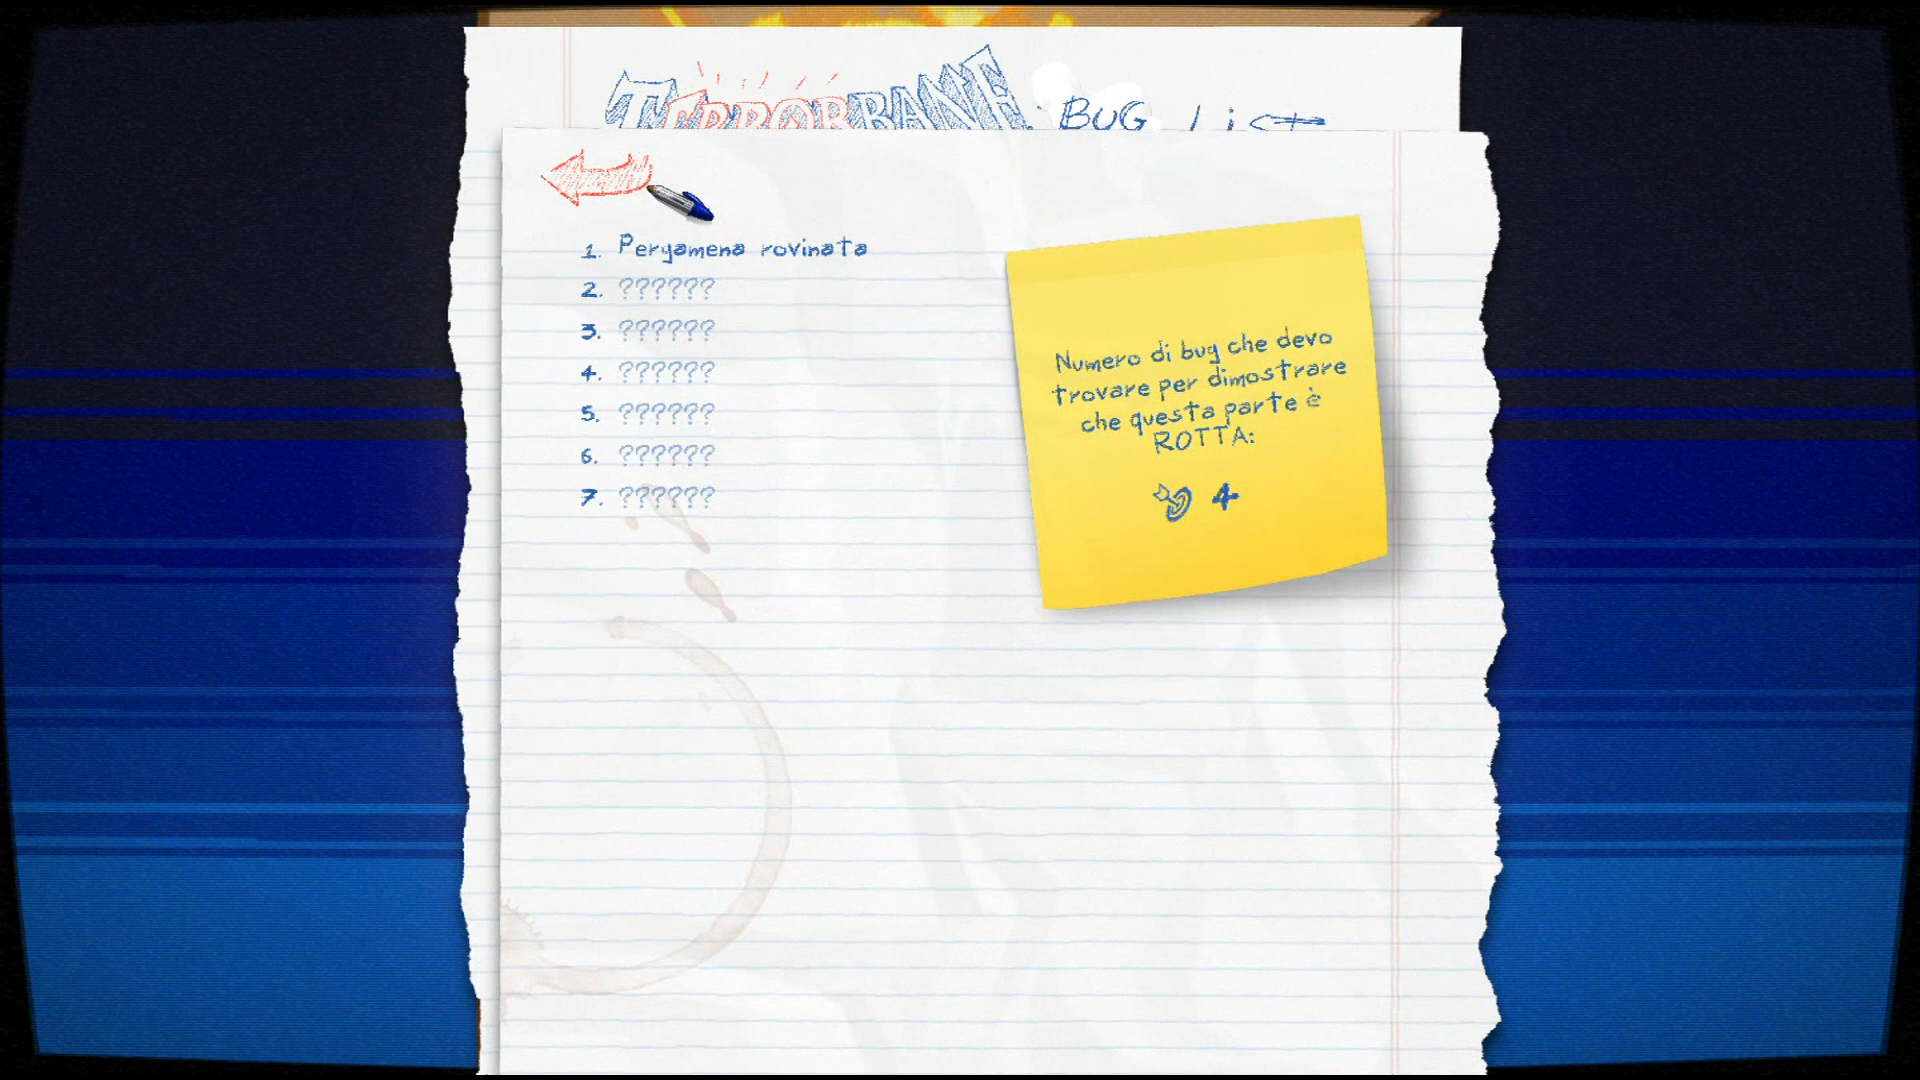 TERRORBANE BUG List
1. Pergamena rovinata
2. ??????
3. ??????
4. ??????
5. ??????
6. ??????
7. ??????
Numero di bug che devo
trovare per dimostrare
che questa parte è
ROTTA:
4